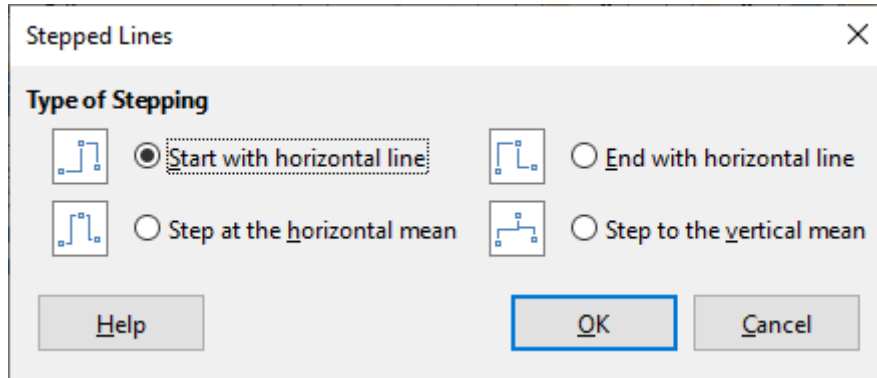 Stepped Lines
Type of Stepping
Start with horizontal line
End with horizontal line
Step at the horizontal mean
Step to the vertical mean
Help
OK
Cancel